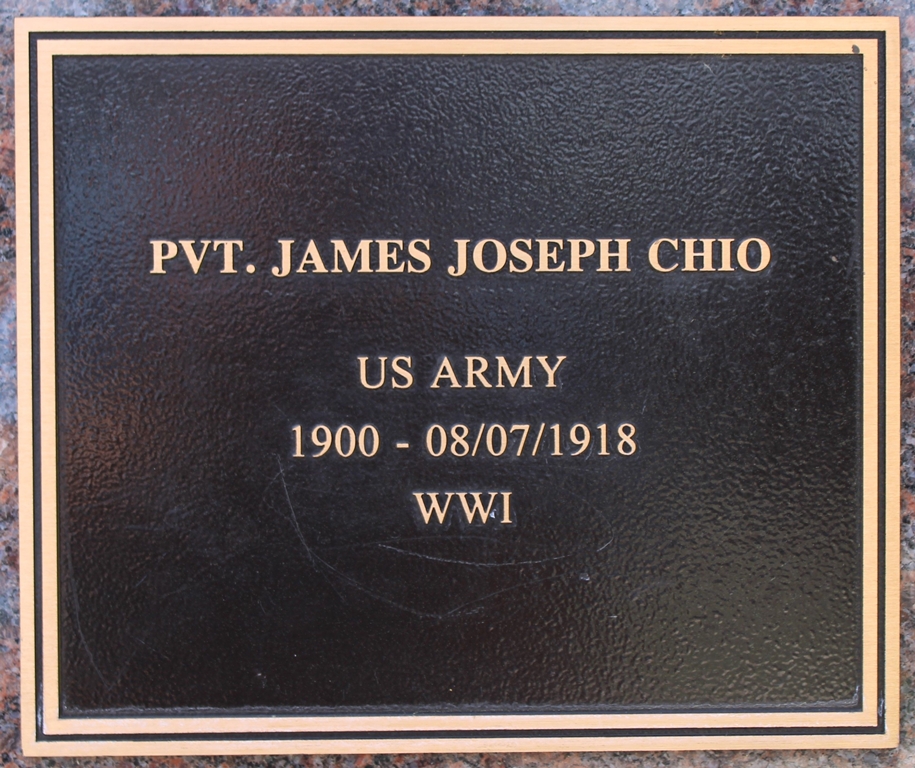 PVT. JAMES JOSEPH CHIO
US ARMY
1900 - 08/07/1918
WWI